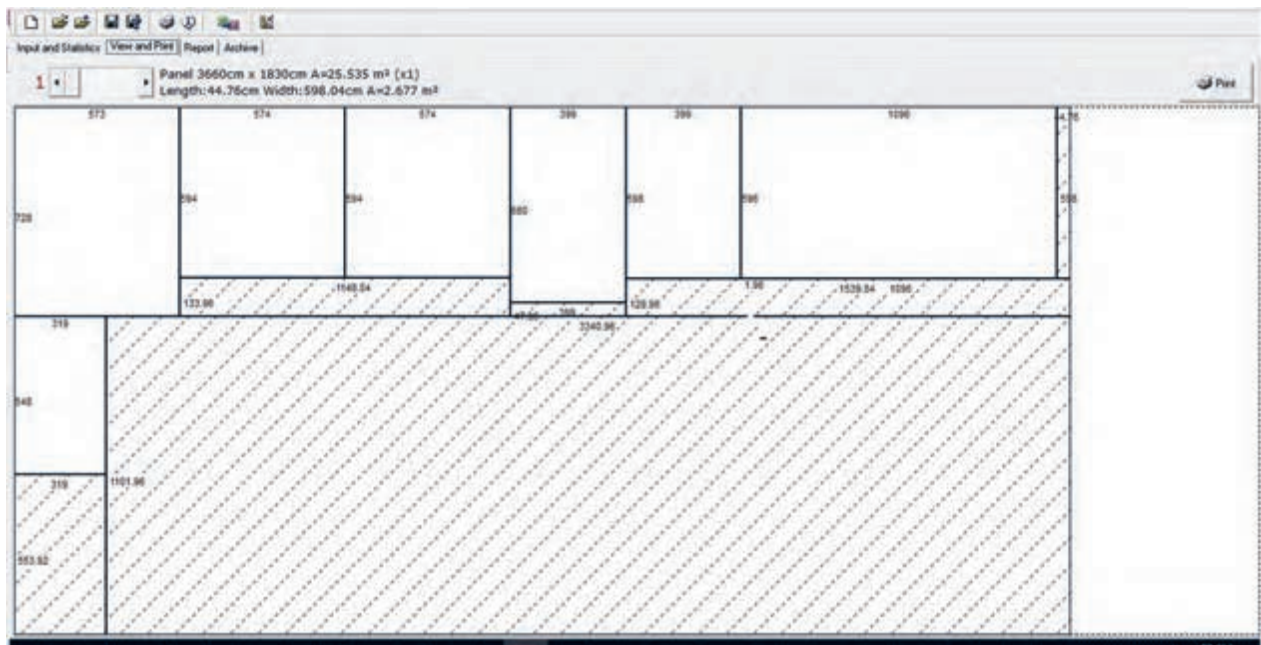 Input and Statistics View and Print Report Archive
1
Panel 3660cm x 1830cm A=25.535 m² (x1)
Length:44.76cm Width:598.04cm A=2.677 m²
Print
573 574 574 399 399 1096 4.76
594 594 598 596
728 680
133.96 1148.04 129.96 1.96 1539.84 1096
399
319 3340.96
548
319 1101.96
553.92